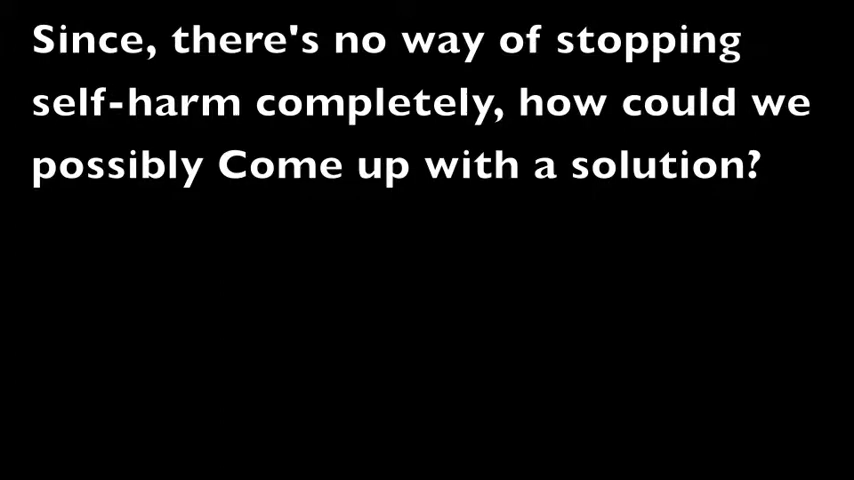 Since, there's no way of stopping
self-harm completely, how could we
possibly Come up with a solution?